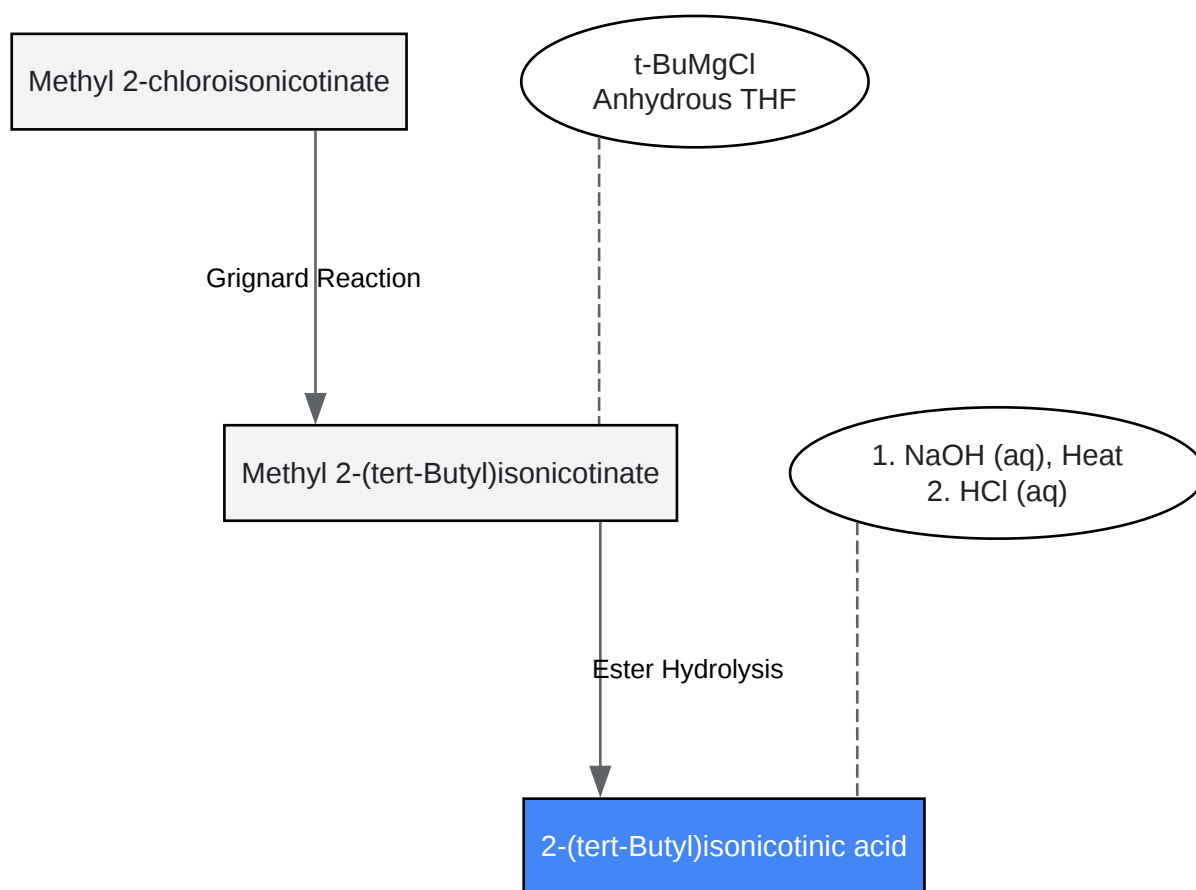 Methyl 2-chloroisonicotinate
t-BuMgCl
Anhydrous THF
Grignard Reaction
Methyl 2-(tert-Butyl)isonicotinate
1. NaOH (aq), Heat
2. HCl (aq)
Ester Hydrolysis
2-(tert-Butyl)isonicotinic acid